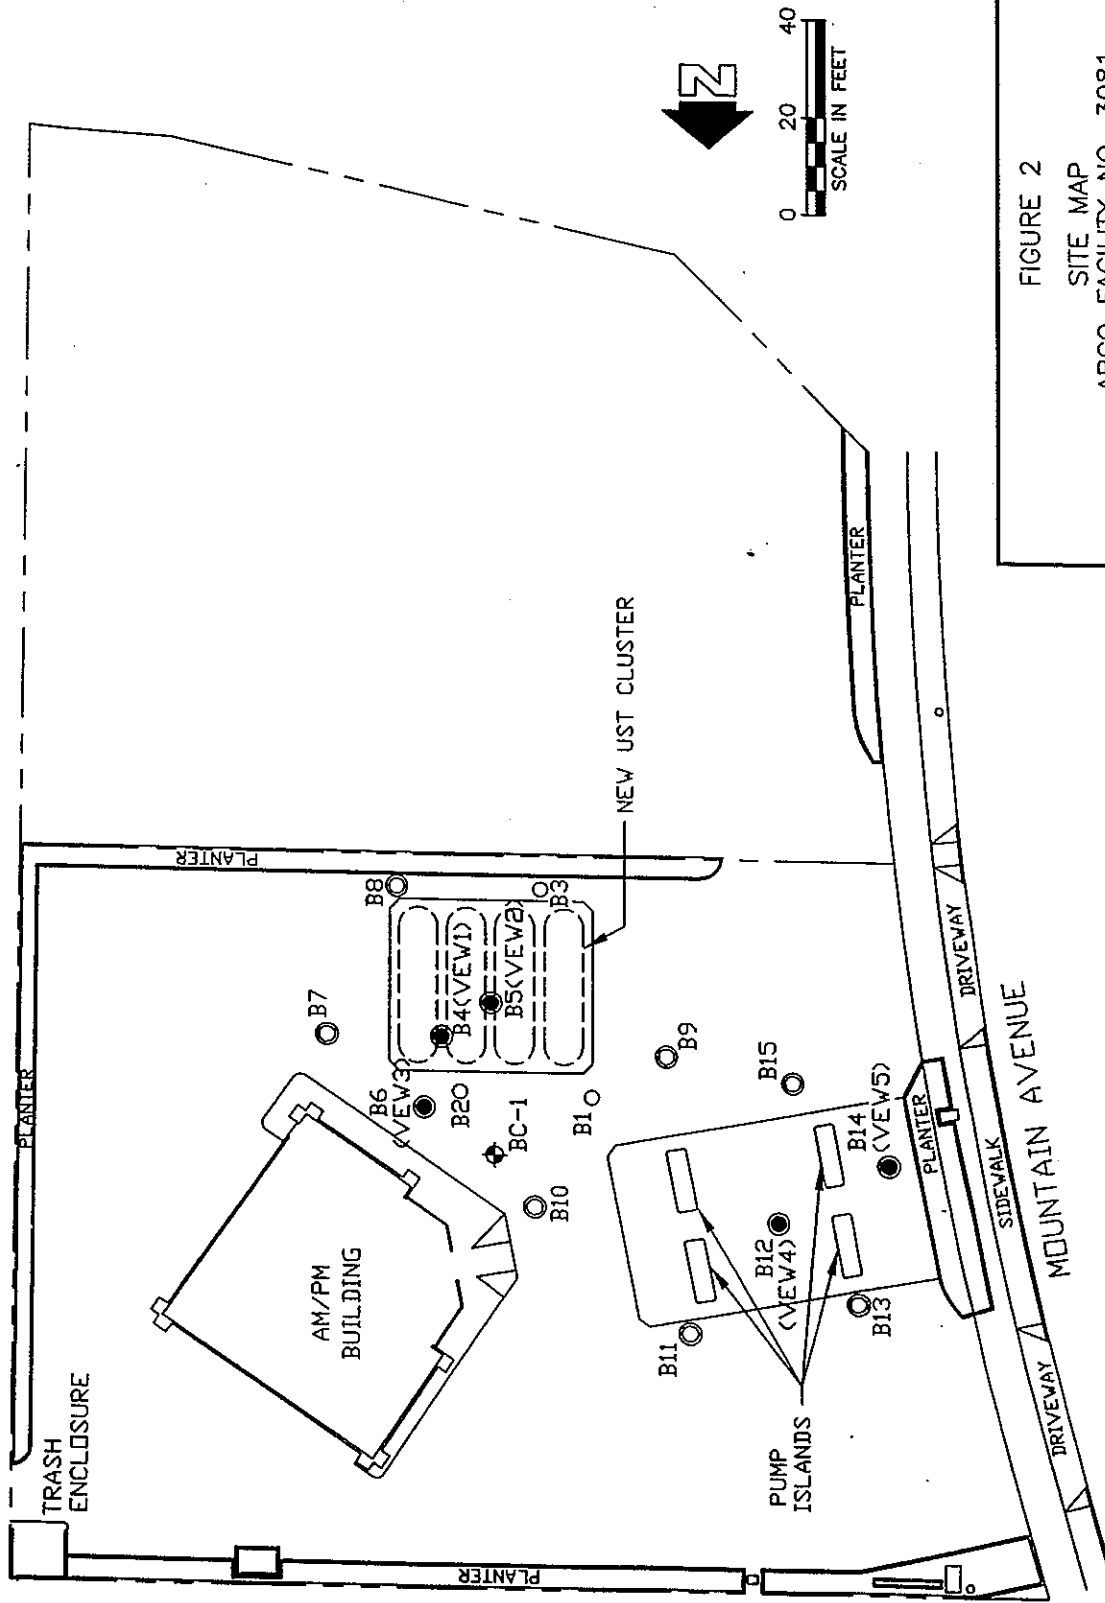 TRASH
ENCLOSURE
PLANTER
PLANTER
AM/PM
BUILDING
B7
B8
B6
(VEW3)
B4(VEW1)
B5(VEW2)
B3
B2
BC-1
B1
B10
NEW UST CLUSTER
B9
B15
B11
B12
(VEW4)
B14
(VEW5)
B13
PUMP
ISLANDS
PLANTER
PLANTER
PLANTER
DRIVEWAY
SIDEWALK
DRIVEWAY
MOUNTAIN AVENUE
N
0 20 40
SCALE IN FEET
FIGURE 2
SITE MAP
ARCO FACILITY NO. 3081